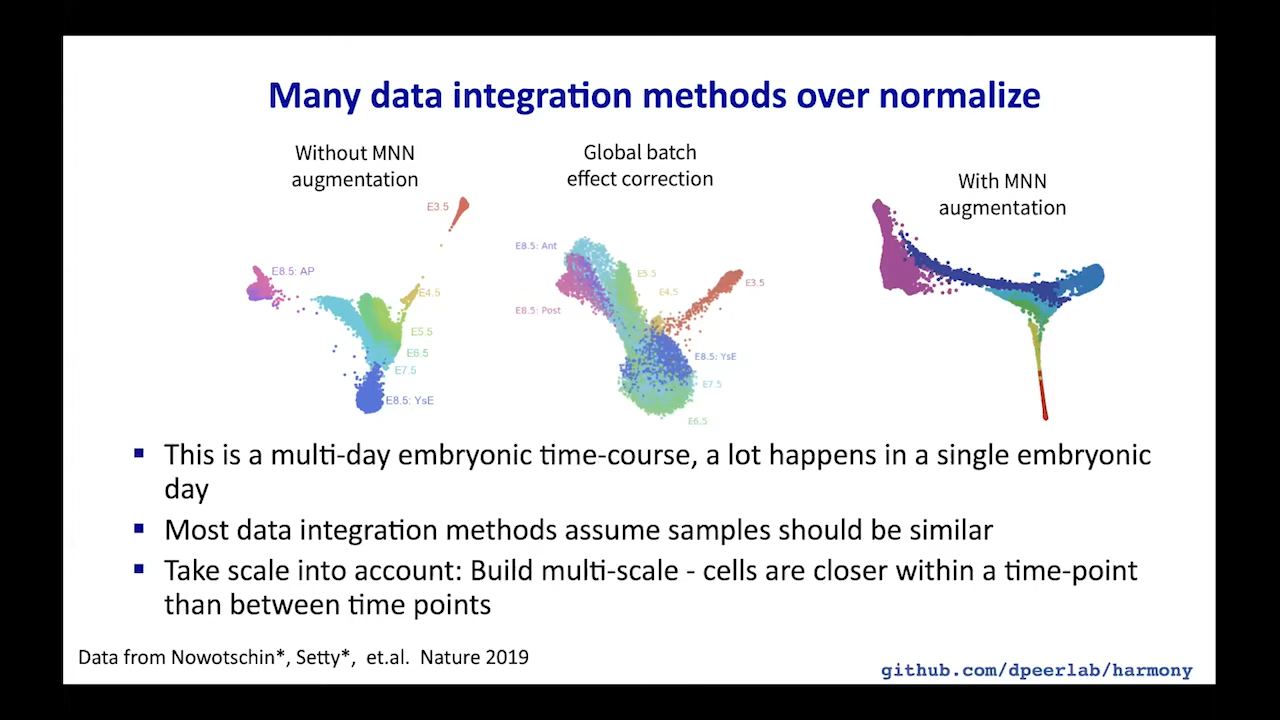 Many data integration methods over normalize
Without MNN
augmentation
Global batch
effect correction
With MNN
augmentation
E3.5
E8.5: AP
E4.5
E5.5
E6.5
E7.5
E8.5: YsE
E8.5: Ant
E5.5
E4.5
E3.5
E8.5: Post
E8.5: YsE
E7.5
E6.5
▪ This is a multi-day embryonic time-course, a lot happens in a single embryonic
day
▪ Most data integration methods assume samples should be similar
▪ Take scale into account: Build multi-scale - cells are closer within a time-point
than between time points
Data from Nowotschin*, Setty*, et.al. Nature 2019
github.com/dpeerlab/harmony